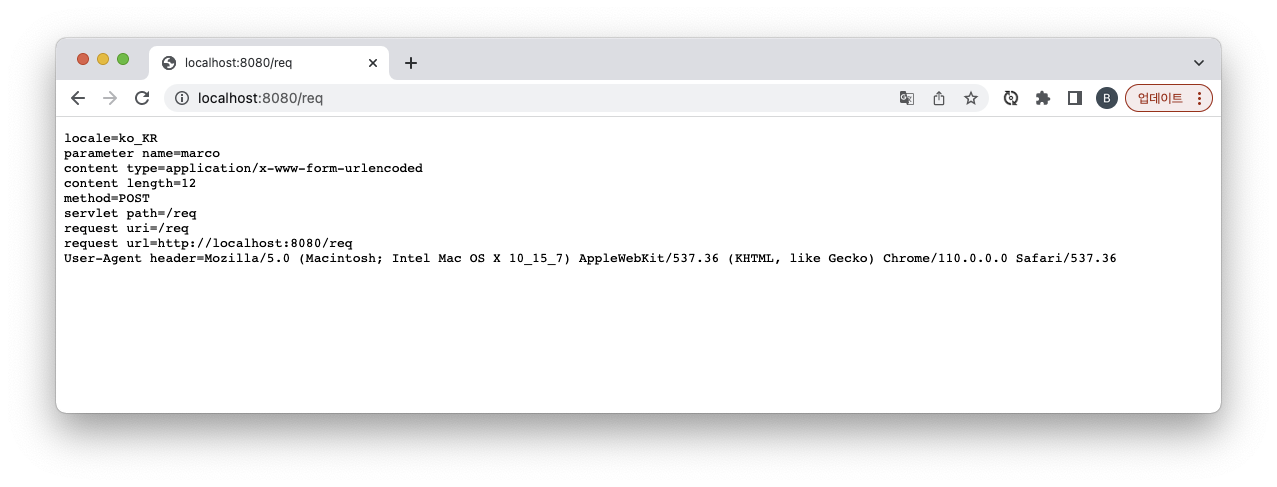 localhost:8080/req
localhost:8080/req
B
업데이트
locale=ko_KR
parameter name=marco
content type=application/x-www-form-urlencoded
content length=12
method=POST
servlet path=/req
request uri=/req
request url=http://localhost:8080/req
User-Agent header=Mozilla/5.0 (Macintosh; Intel Mac OS X 10_15_7) AppleWebKit/537.36 (KHTML, like Gecko) Chrome/110.0.0.0 Safari/537.36